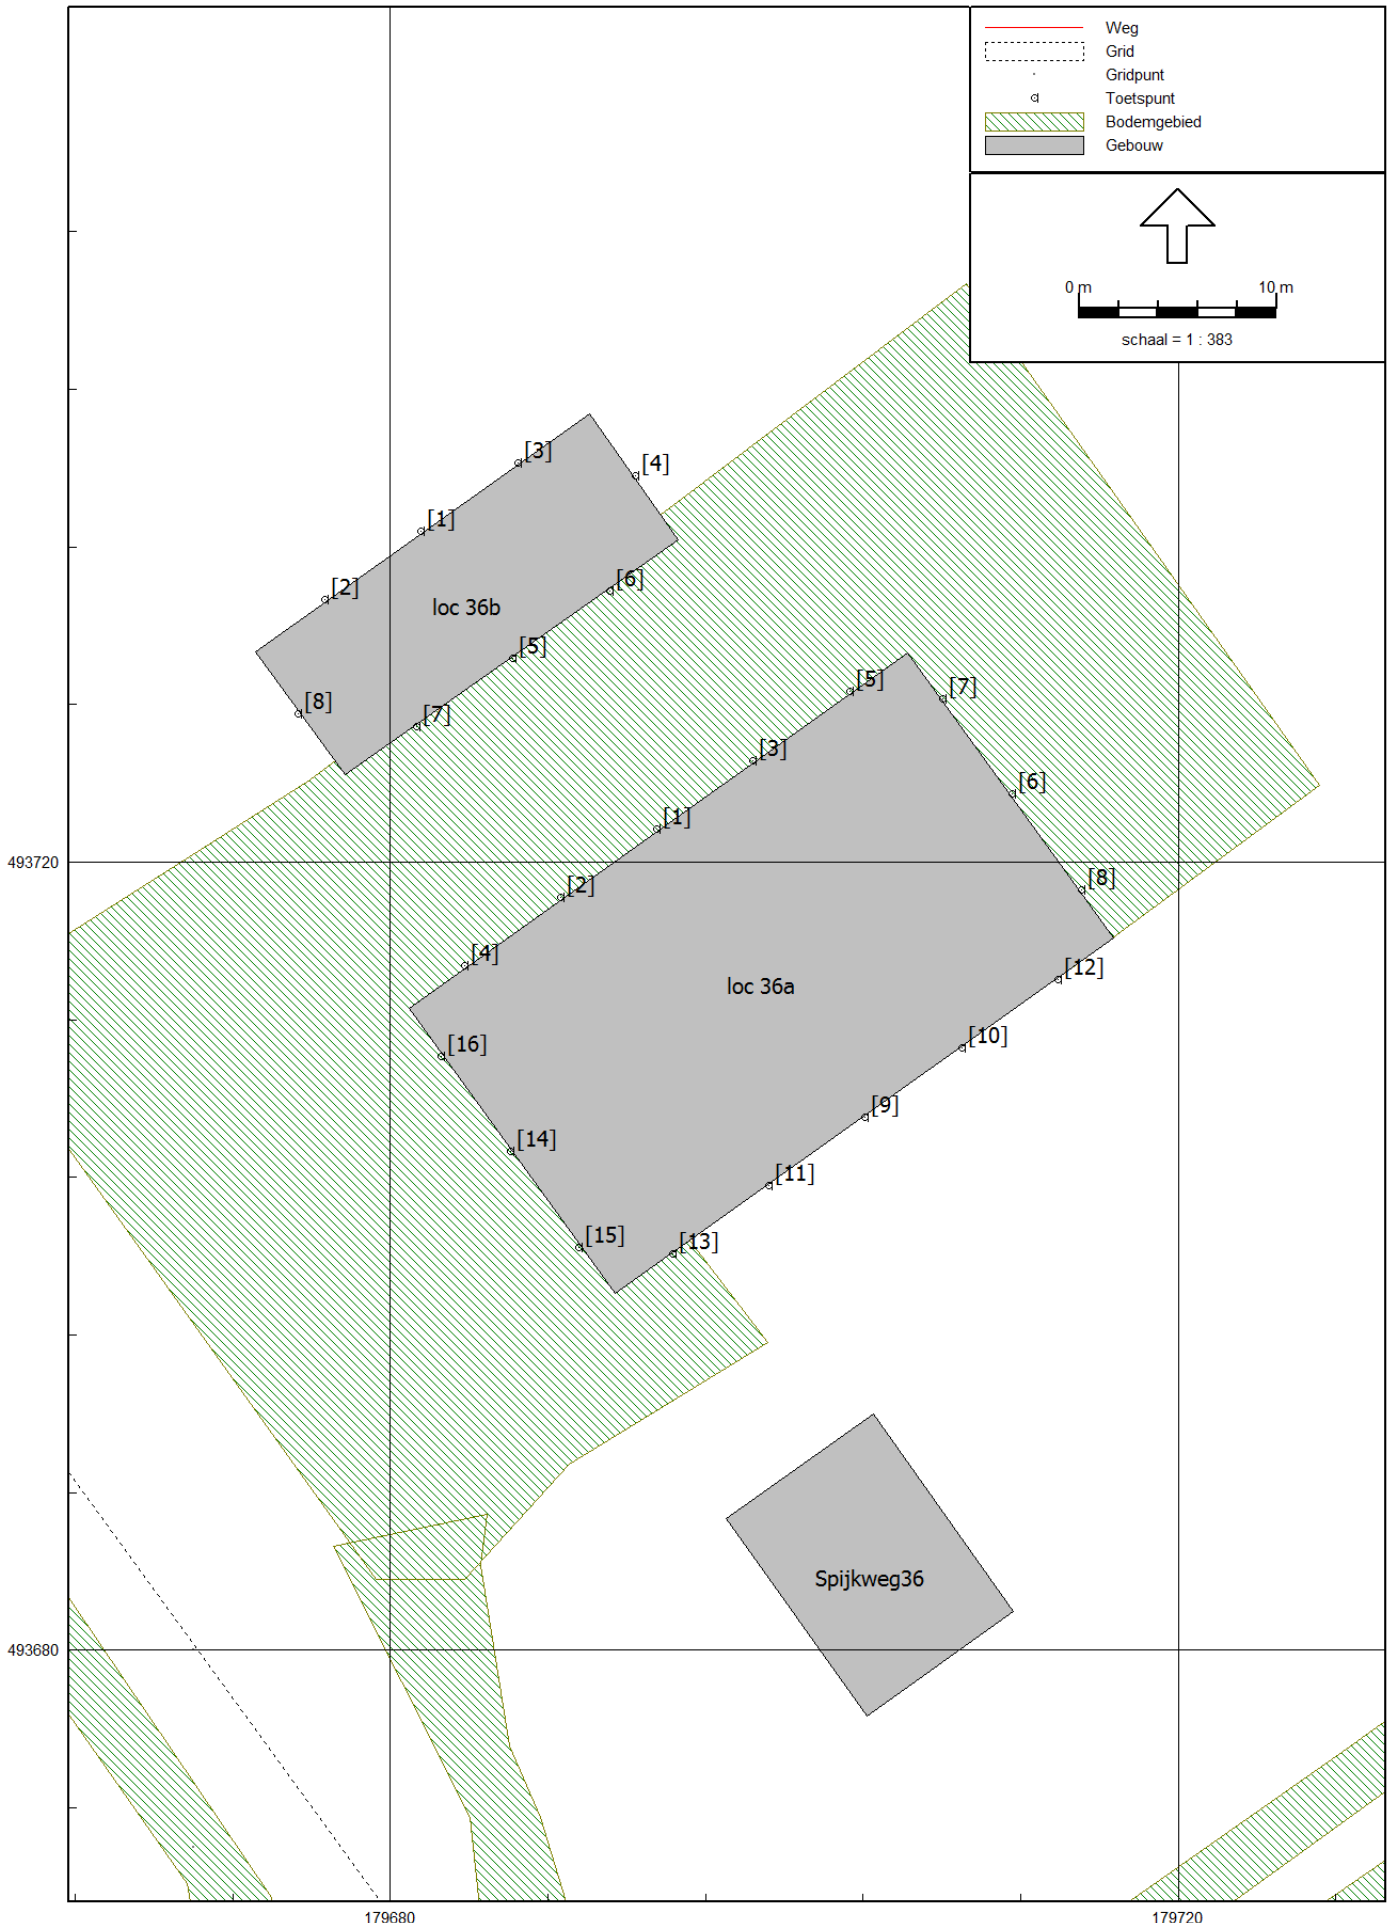 Weg
Grid
Gridpunt
Toetspunt
Bodemgebied
Gebouw
0 m 10 m
schaal = 1 : 383
[3]
[4]
[1]
[2]
[6]
loc 36b
[5]
[8]
[7]
[5]
[7]
[3]
[6]
[1]
493720
[2]
[8]
[4]
[12]
loc 36a
[16]
[10]
[9]
[14]
[11]
[15]
[13]
Spijkweg36
493680
179680 179720